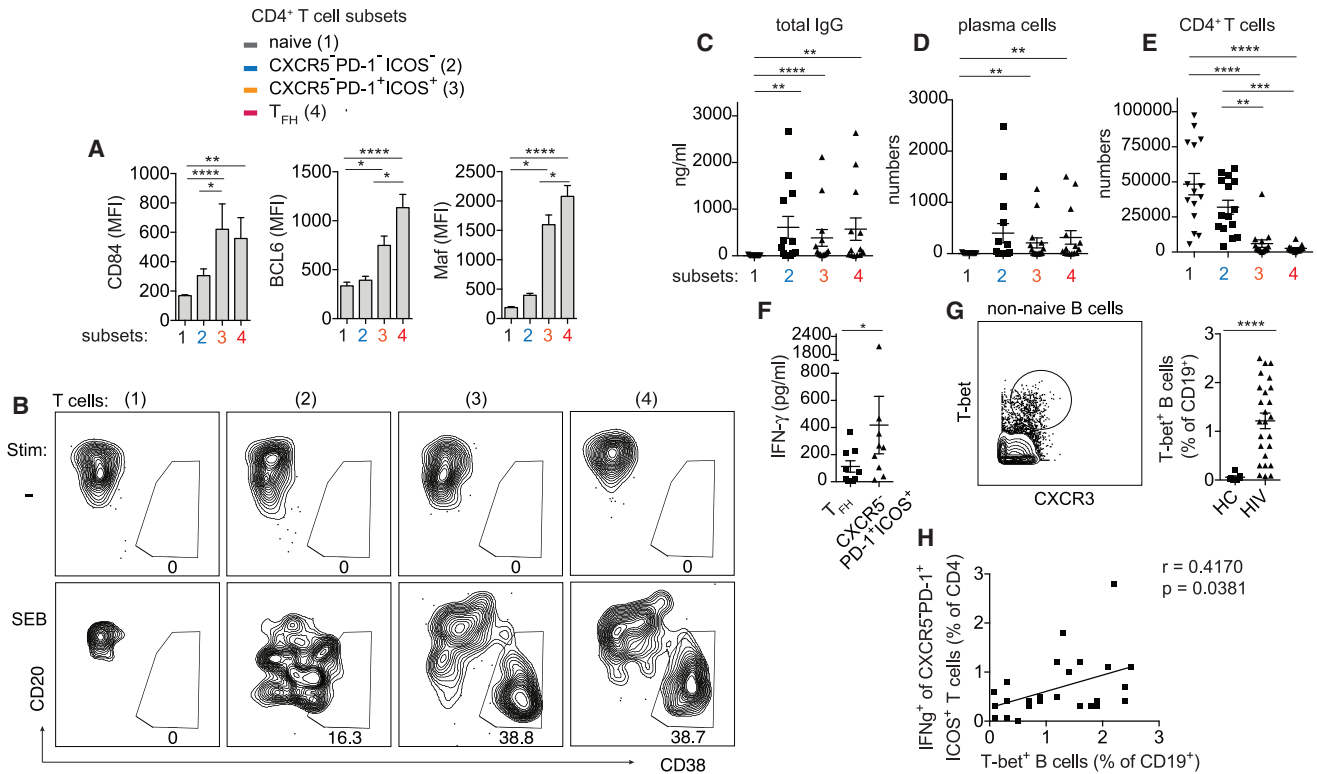 CD4⁺ T cell subsets
naive (1)
CXCR5⁻PD-1⁻ICOS⁻ (2)
CXCR5⁻PD-1⁺ICOS⁺ (3)
T_FH (4)
A
CD84 (MFI)
1000
800
600
400
200
0
**
****
*
subsets: 1 2 3 4
BCL6 (MFI)
1500
1000
500
0
****
*
*
1 2 3 4
Maf (MFI)
2500
2000
1500
1000
500
0
****
*
*
1 2 3 4
B
T cells: (1) (2) (3) (4)
Stim:
-
0 0 0 0
SEB
0 16.3 38.8 38.7
CD20
CD38
C
total IgG
**
****
**
ng/ml
3000
2000
1000
0
subsets: 1 2 3 4
D
plasma cells
**
**
numbers
3000
2000
1000
0
1 2 3 4
E
CD4⁺ T cells
****
****
***
**
numbers
100000
75000
50000
25000
0
1 2 3 4
F
IFN-γ (pg/ml)
2400
1800
800
600
400
200
0
*
T_FH
CXCR5⁻
PD-1⁺ICOS⁺
G
non-naive B cells
T-bet
CXCR3
T-bet⁺ B cells
(% of CD19⁺)
3
2
1
0
****
HC
HIV
H
IFNg⁺ of CXCR5⁻PD-1⁺
ICOS⁺ T cells (% of CD4)
3
2
1
0
0 1 2 3
T-bet⁺ B cells (% of CD19⁺)
r = 0.4170
p = 0.0381